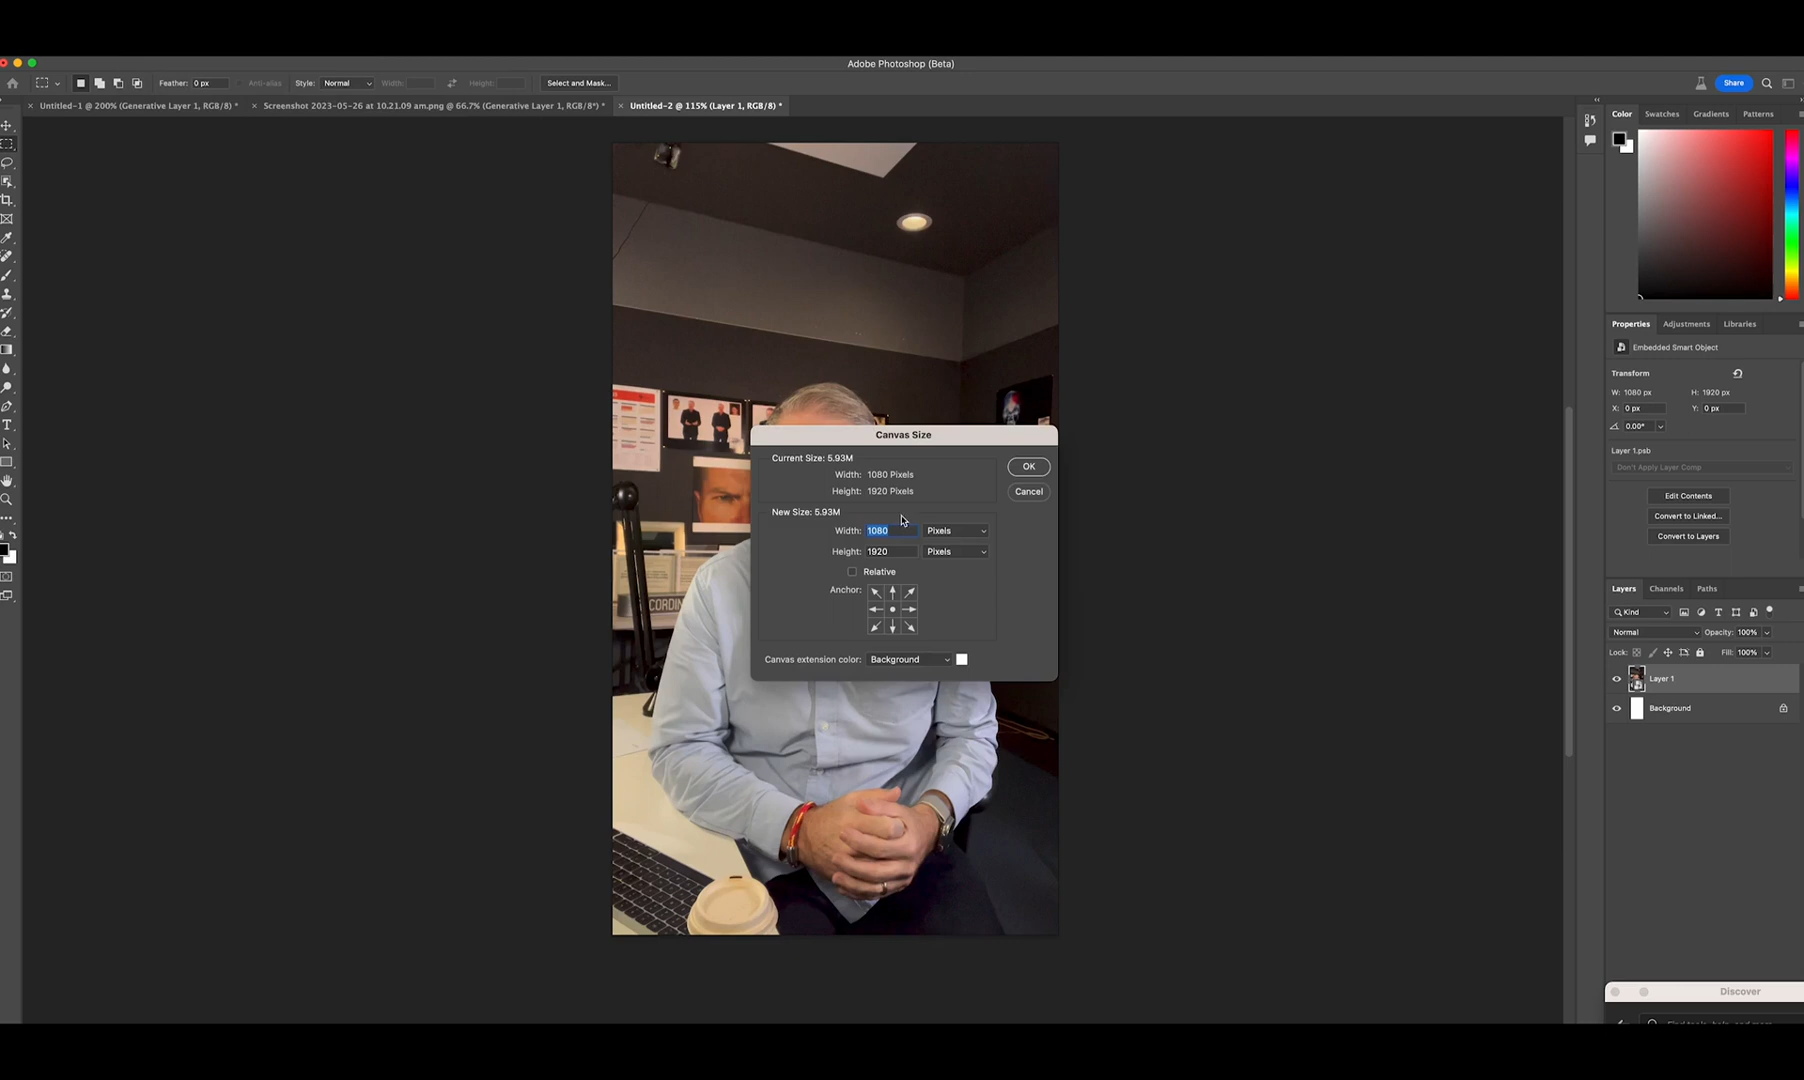 Adobe Photoshop (Beta)
Feather: 0 px Anti-alias Style: Normal Width: Height: Select and Mask... Share
Untitled-1 @ 200% (Generative Layer 1, RGB/8) * Screenshot 2023-05-26 at 10.21.09 am.png @ 66.7% (Generative Layer 1, RGB/8*) * Untitled-2 @ 115% (Layer 1, RGB/8) *
Color Swatches Gradients Patterns
Properties Adjustments Libraries
Embedded Smart Object
Transform
W: 1080 px H: 1920 px
X: 0 px Y: 0 px
0.00°
Layer 1.psb
Don't Apply Layer Comp
Edit Contents
Convert to Linked...
Convert to Layers
Layers Channels Paths
Kind
Normal Opacity: 100%
Lock: Fill: 100%
Layer 1
Background
Discover
Canvas Size
Current Size: 5.93M
Width: 1080 Pixels
Height: 1920 Pixels
OK
Cancel
New Size: 5.93M
Width: 1080 Pixels
Height: 1920 Pixels
Relative
Anchor:
Canvas extension color: Background
CORDIN